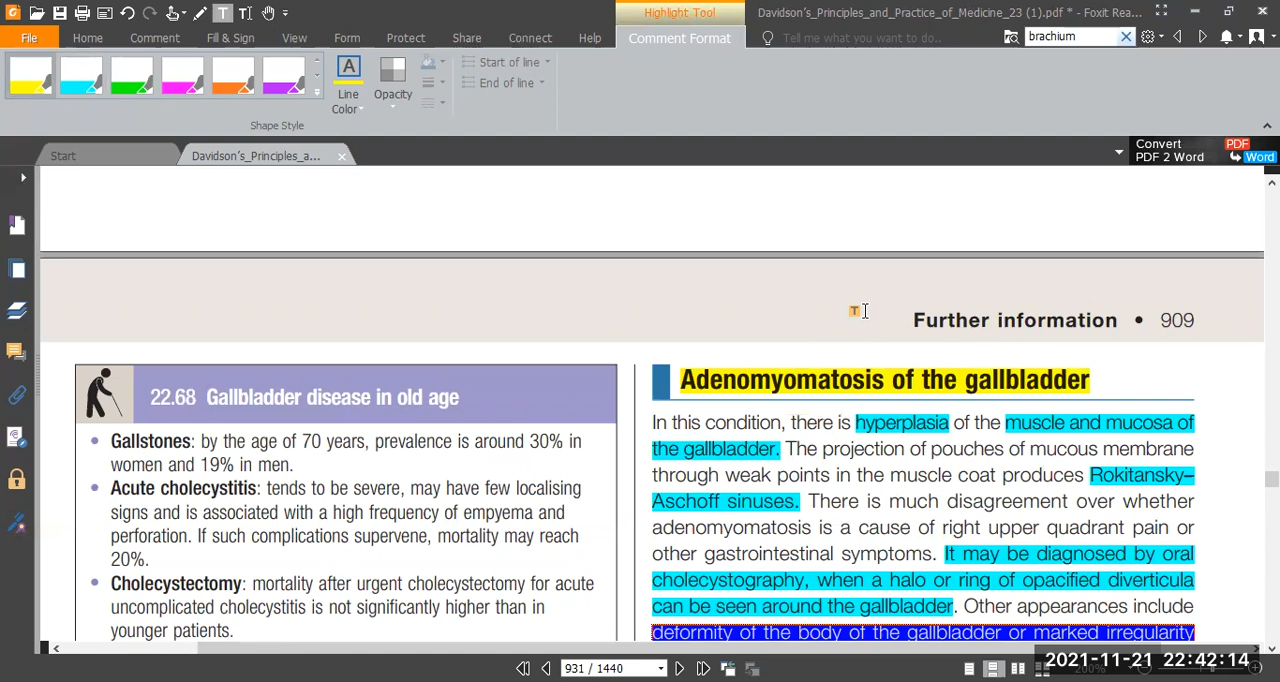 Highlight Tool
Davidson's_Principles_and_Practice_of_Medicine_23 (1).pdf * - Foxit Rea...
File Home Comment Fill & Sign View Form Protect Share Connect Help Comment Format Tell me what you want to do.. brachium
Line Color
Opacity
Start of line
End of line
Shape Style
Start
Davidson's_Principles_a...
Convert PDF
PDF 2 Word Word
T
Further information • 909
22.68 Gallbladder disease in old age
• Gallstones: by the age of 70 years, prevalence is around 30% in
women and 19% in men.
• Acute cholecystitis: tends to be severe, may have few localising
signs and is associated with a high frequency of empyema and
perforation. If such complications supervene, mortality may reach
20%.
• Cholecystectomy: mortality after urgent cholecystectomy for acute
uncomplicated cholecystitis is not significantly higher than in
younger patients.
Adenomyomatosis of the gallbladder
In this condition, there is hyperplasia of the muscle and mucosa of
the gallbladder. The projection of pouches of mucous membrane
through weak points in the muscle coat produces Rokitansky–
Aschoff sinuses. There is much disagreement over whether
adenomyomatosis is a cause of right upper quadrant pain or
other gastrointestinal symptoms. It may be diagnosed by oral
cholecystography, when a halo or ring of opacified diverticula
can be seen around the gallbladder. Other appearances include
deformity of the body of the gallbladder or marked irregularity
931 / 1440
200%
2021-11-21 22:42:14